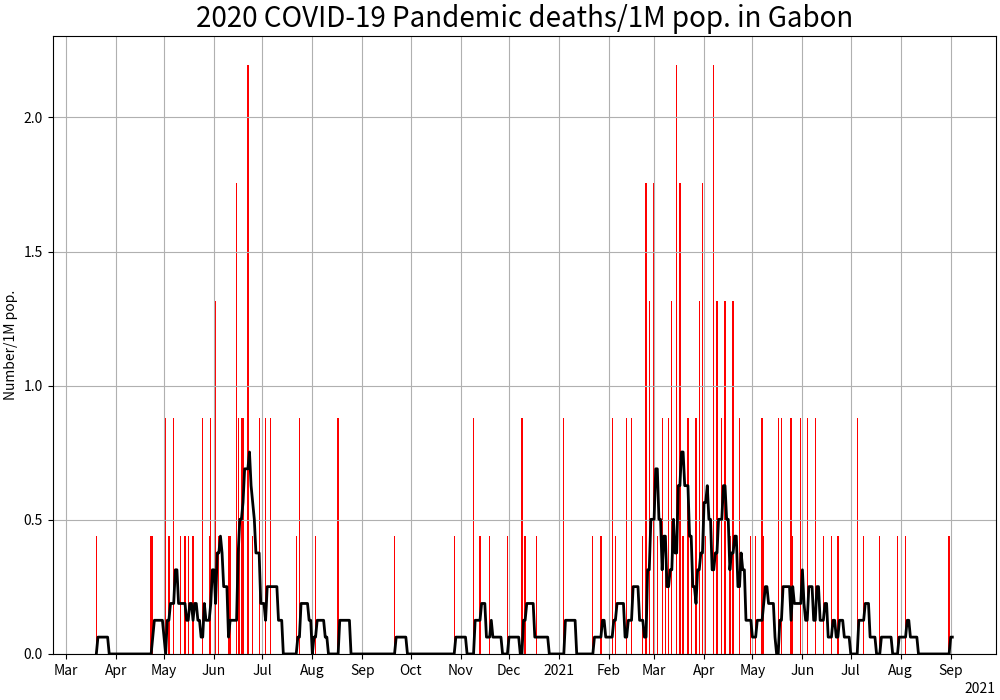 2020 COVID-19 Pandemic deaths/1M pop. in Gabon
Number/1M pop.
2.0
1.5
1.0
0.5
0.0
Mar Apr May Jun Jul Aug Sep Oct Nov Dec 2021 Feb Mar Apr May Jun Jul Aug Sep
2021